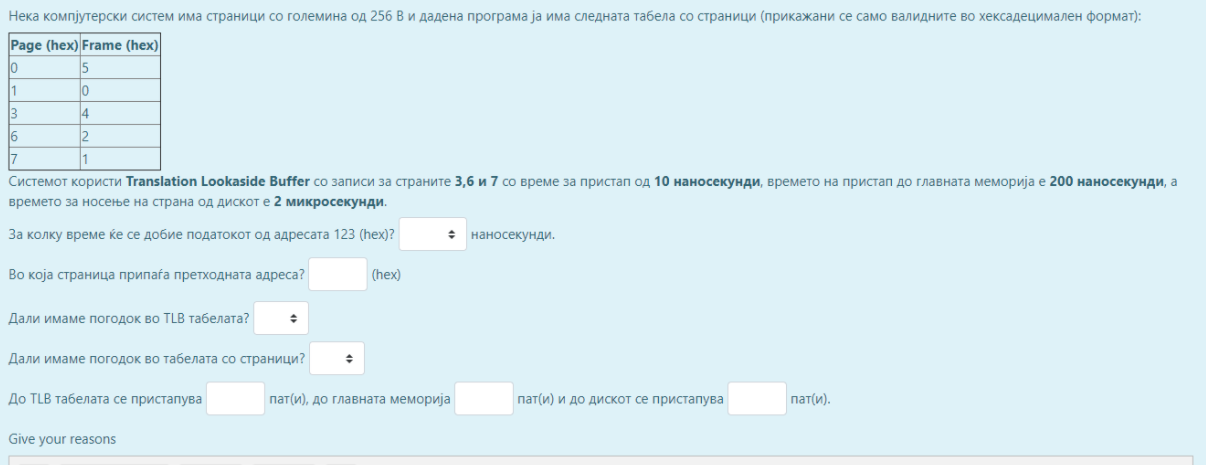 Нека компјутерски систем има страници со големина од 256 B и дадена програма ја има следната табела со страници (прикажани се само валидните во хексадецимален формат):
Page (hex) Frame (hex)
0 5
1 0
3 4
6 2
7 1
Системот користи Translation Lookaside Buffer со записи за страните 3,6 и 7 со време за пристап од 10 наносекунди, времето на пристап до главната меморија е 200 наносекунди, а
времето за носење на страна од дискот е 2 микросекунди.
За колку време ќе се добие податокот од адресата 123 (hex)? наносекунди.
Во која страница припаѓа претходната адреса? (hex)
Дали имаме погодок во TLB табелата?
Дали имаме погодок во табелата со страници?
До TLB табелата се пристапува пат(и), до главната меморија пат(и) и до дискот се пристапува пат(и).
Give your reasons